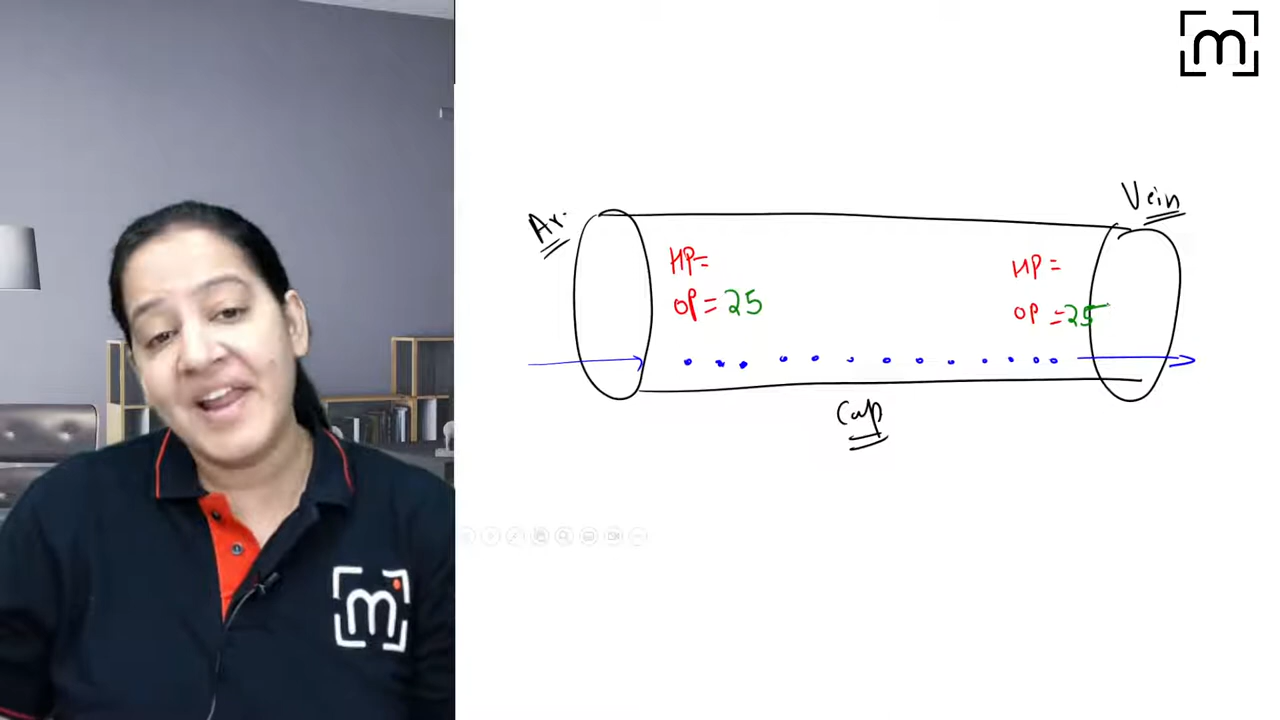 m
Ar.
Vein
HP=
OP = 25
HP =
OP = 25
Cap
m